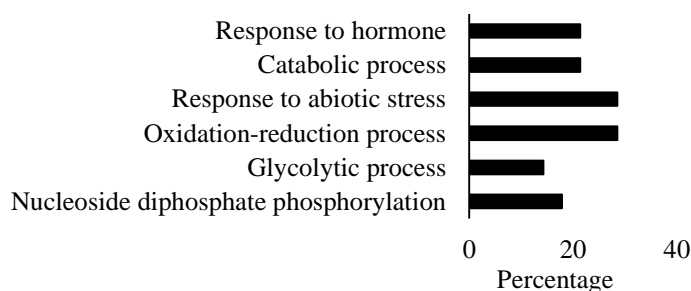 Response to hormone
Catabolic process
Response to abiotic stress
Oxidation-reduction process
Glycolytic process
Nucleoside diphosphate phosphorylation
0 20 40
Percentage